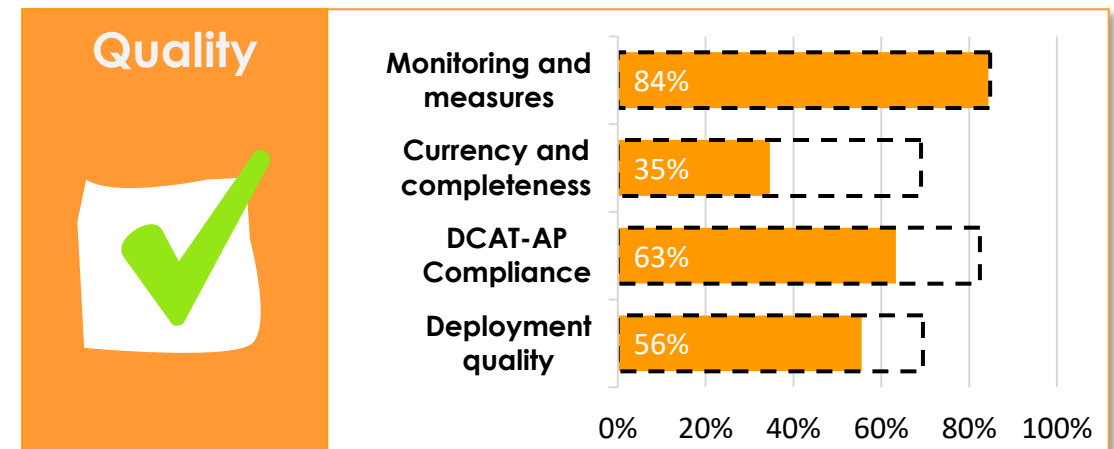 Quality
Monitoring and
measures
84%
Currency and
completeness
35%
DCAT-AP
Compliance
63%
Deployment
quality
56%
0% 20% 40% 60% 80% 100%